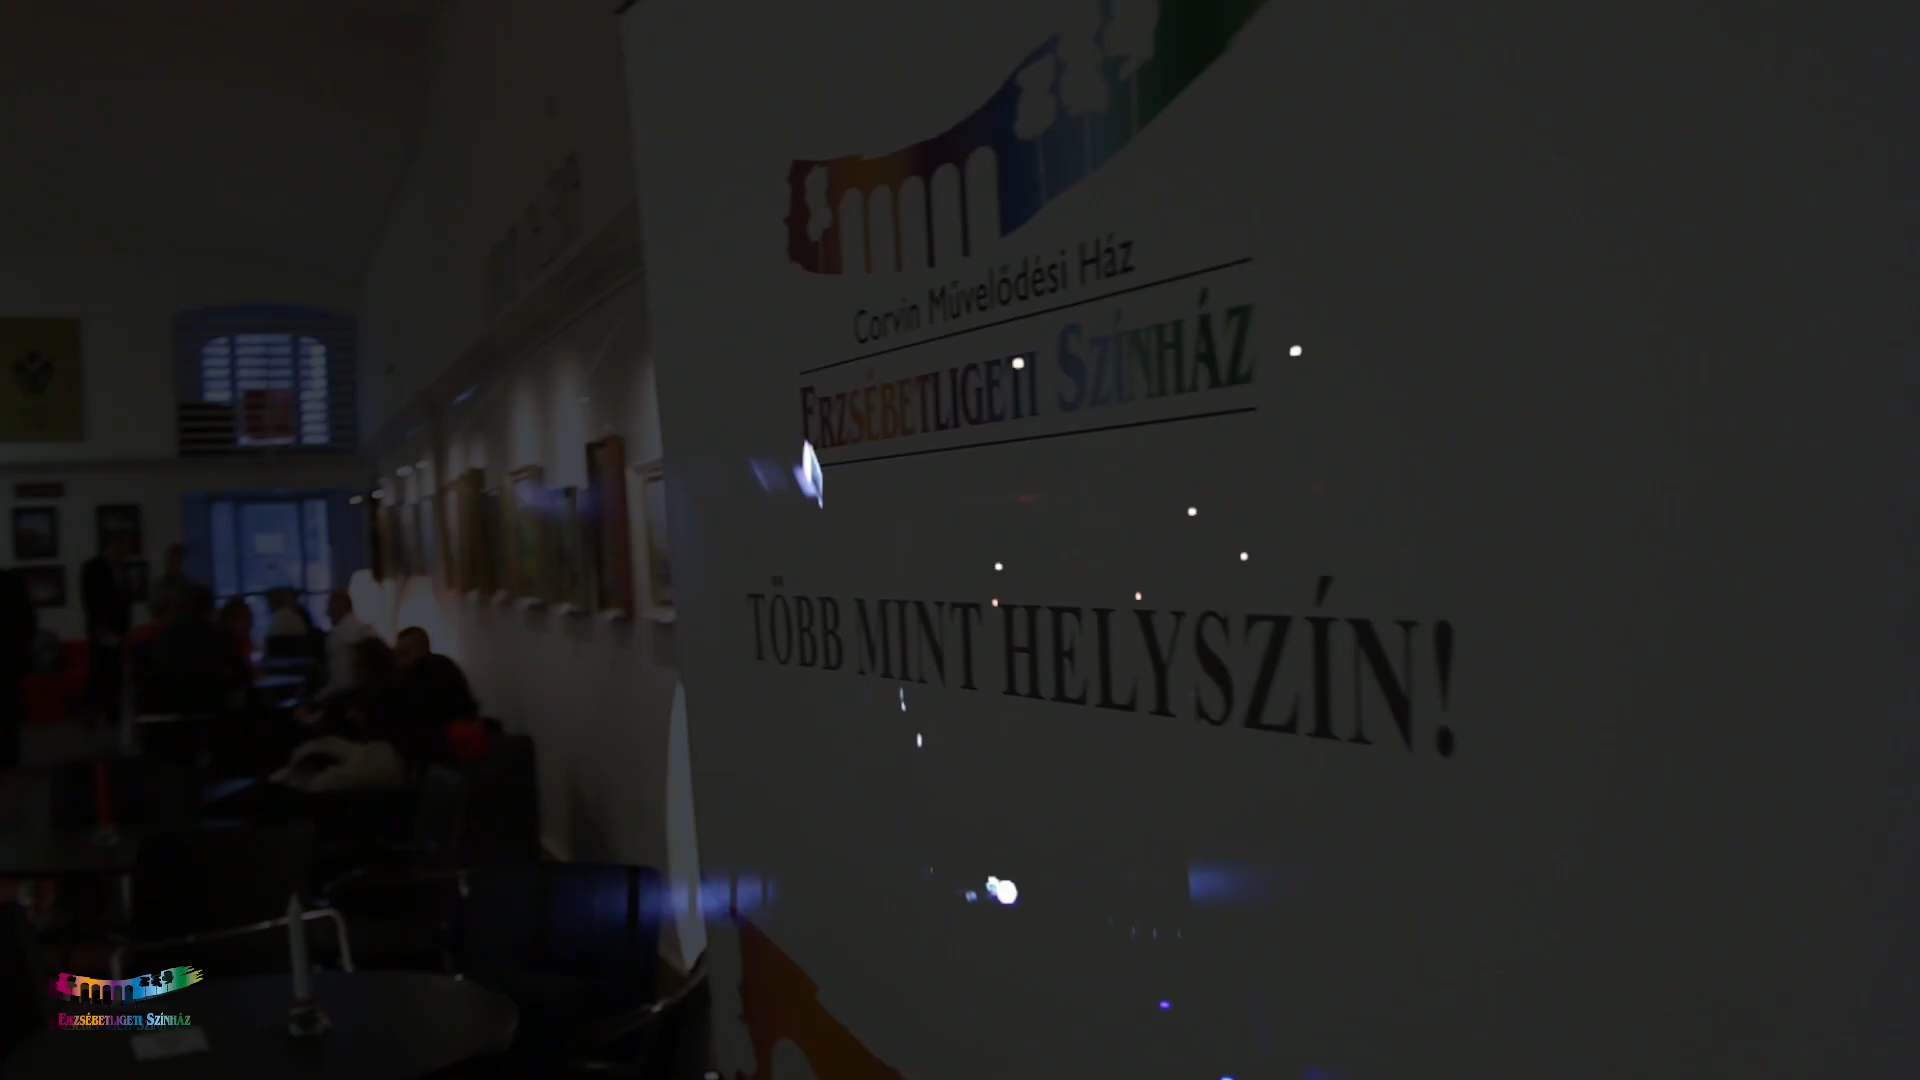 Corvin Művelődési Ház
ERZSÉBETLIGETI SZÍNHÁZ
TÖBB MINT HELYSZÍN!
ERZSÉBETLIGETI SZÍNHÁZ